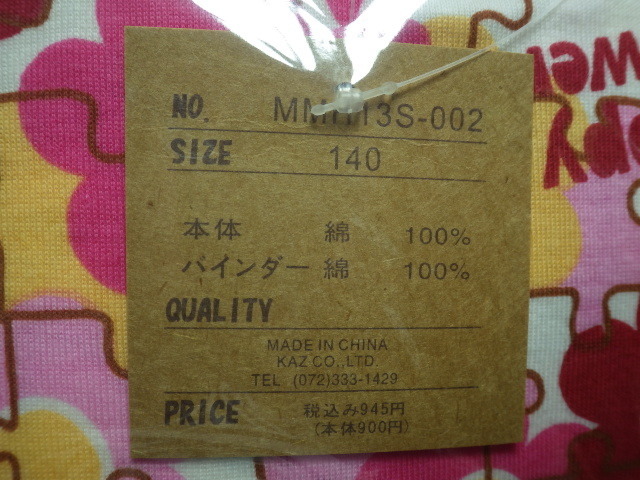 NO.
SIZE 140
本体 綿 100%
バインダー 綿 100%
QUALITY
MADE IN CHINA
KAZ CO.,LTD.
TEL (072)333-1429
PRICE 税込み945円
(本体900円)